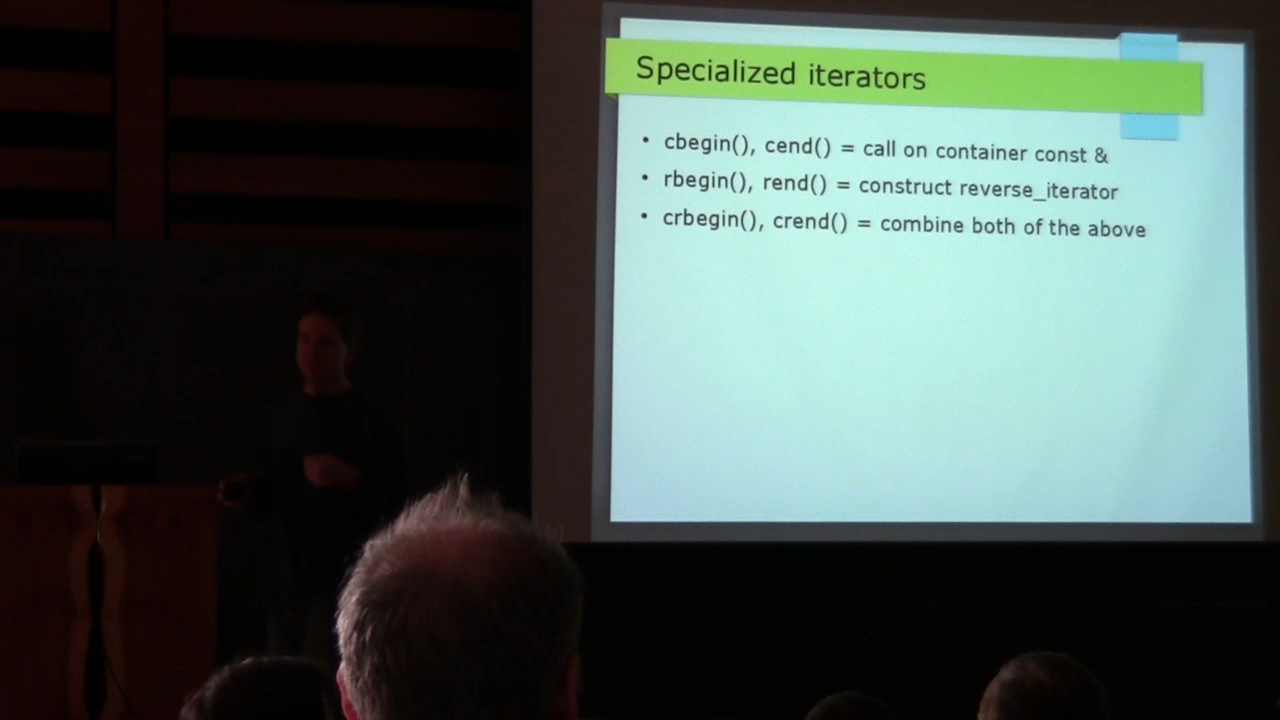 Specialized iterators
• cbegin(), cend() = call on container const &
• rbegin(), rend() = construct reverse_iterator
• crbegin(), crend() = combine both of the above